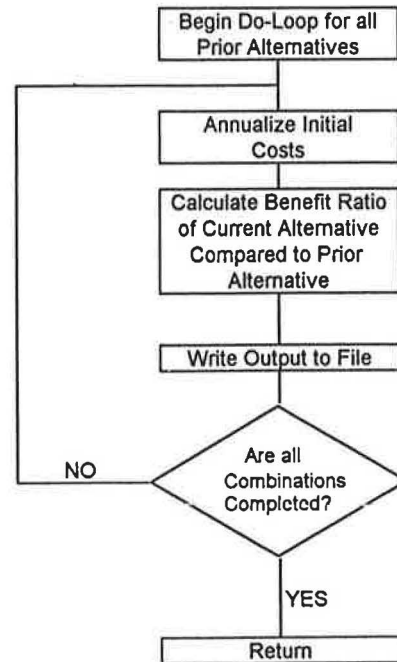 Begin Do-Loop for all
Prior Alternatives
Annualize Initial
Costs
Calculate Benefit Ratio
of Current Alternative
Compared to Prior
Alternative
Write Output to File
Are all
Combinations
Completed?
NO
YES
Return